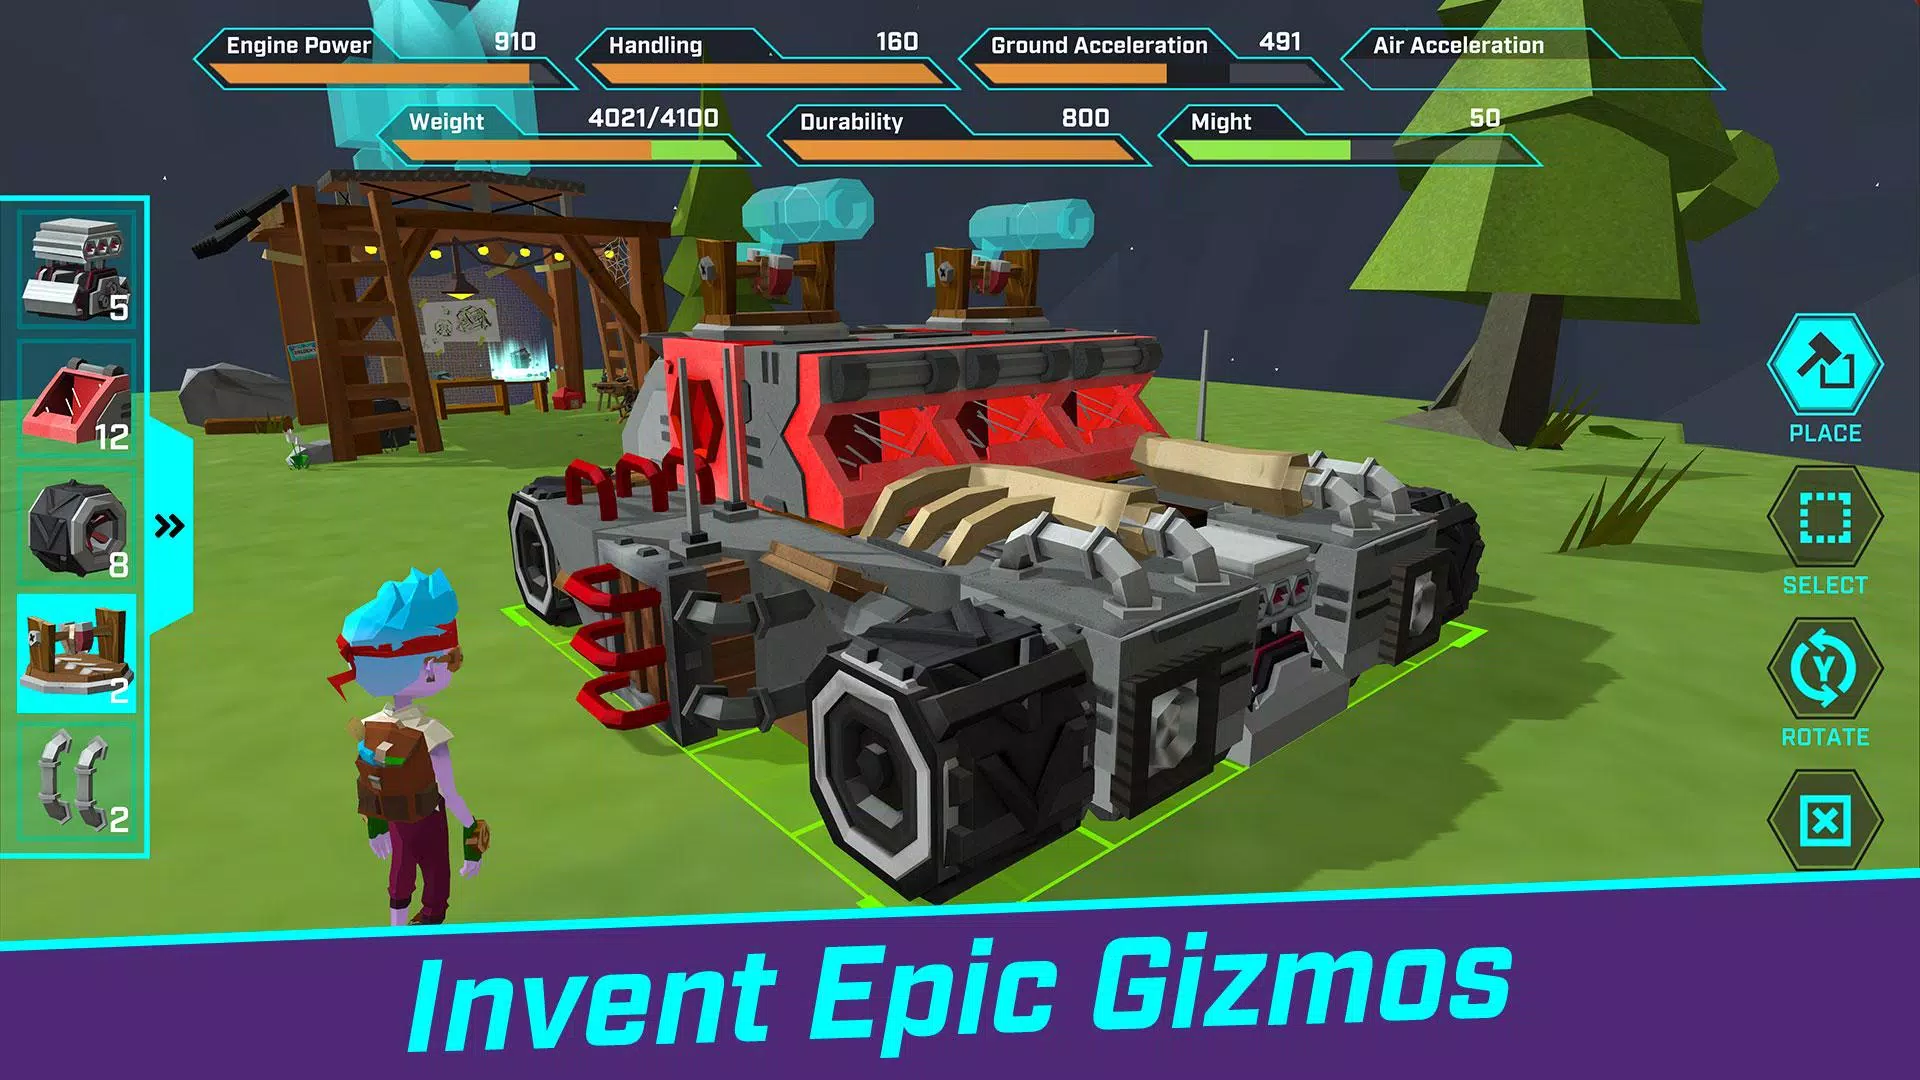 Engine Power 910
Handling 160
Ground Acceleration 491
Air Acceleration
Weight 4021/4100
Durability 800
Might 50
5
12
8
2
2
PLACE
SELECT
Y
ROTATE
Invent Epic Gizmos